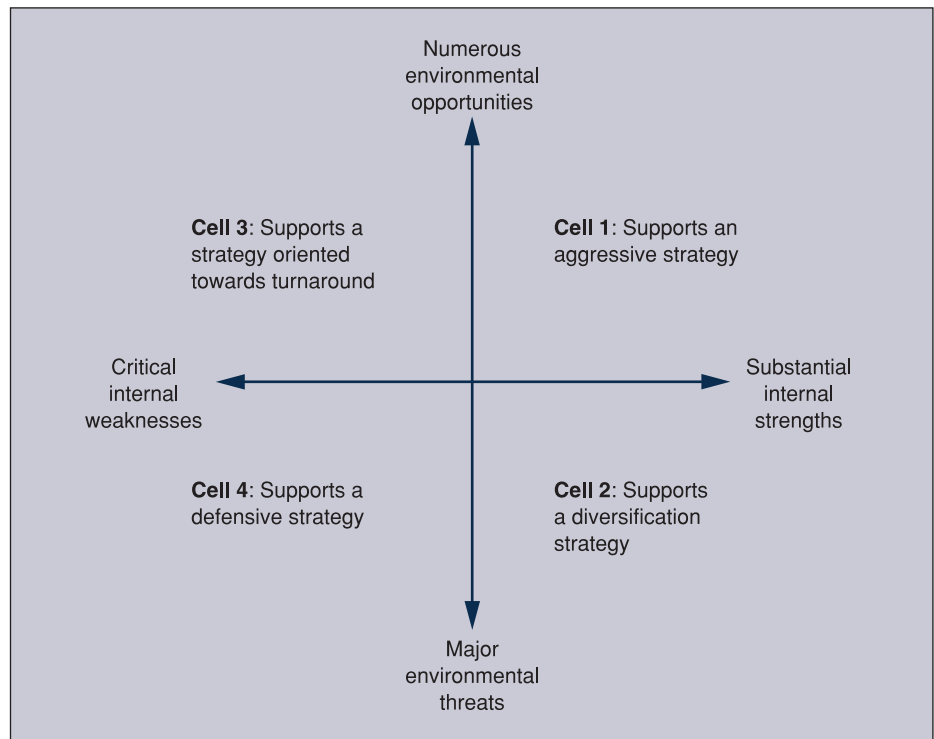 Numerous
environmental
opportunities
Cell 3: Supports a
strategy oriented
towards turnaround
Cell 1: Supports an
aggressive strategy
Critical
internal
weaknesses
Substantial
internal
strengths
Cell 4: Supports a
defensive strategy
Cell 2: Supports
a diversification
strategy
Major
environmental
threats